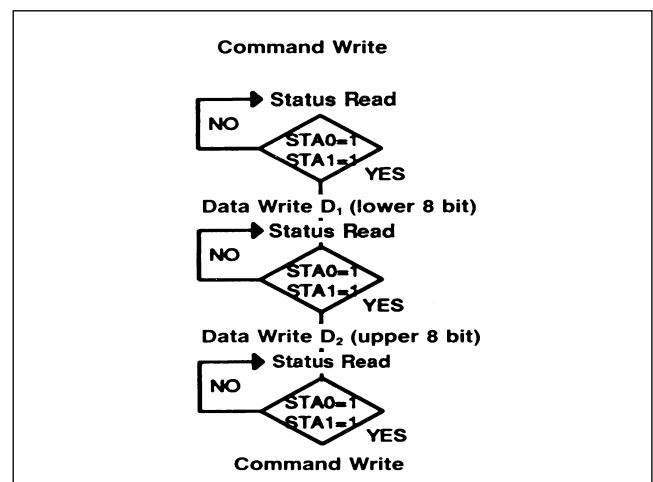 Command Write
Status Read
NO
STA0=1
STA1=1
YES
Data Write D₁ (lower 8 bit)
Status Read
NO
STA0=1
STA1=1
YES
Data Write D₂ (upper 8 bit)
Status Read
NO
STA0=1
STA1=1
YES
Command Write